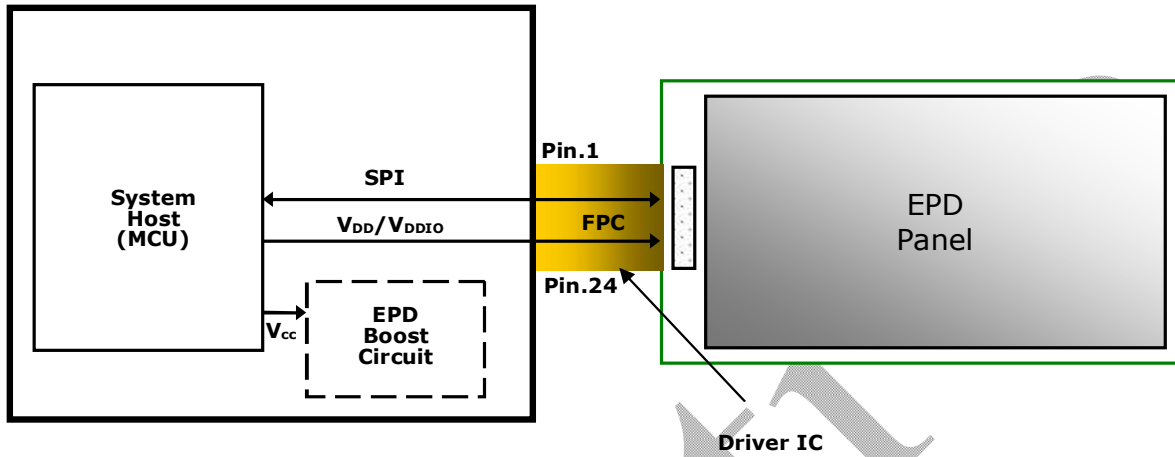 System
Host
(MCU)
SPI
VDD/VDDIO
VCC
EPD
Boost
Circuit
Pin.1
FPC
Pin.24
Driver IC
EPD
Panel